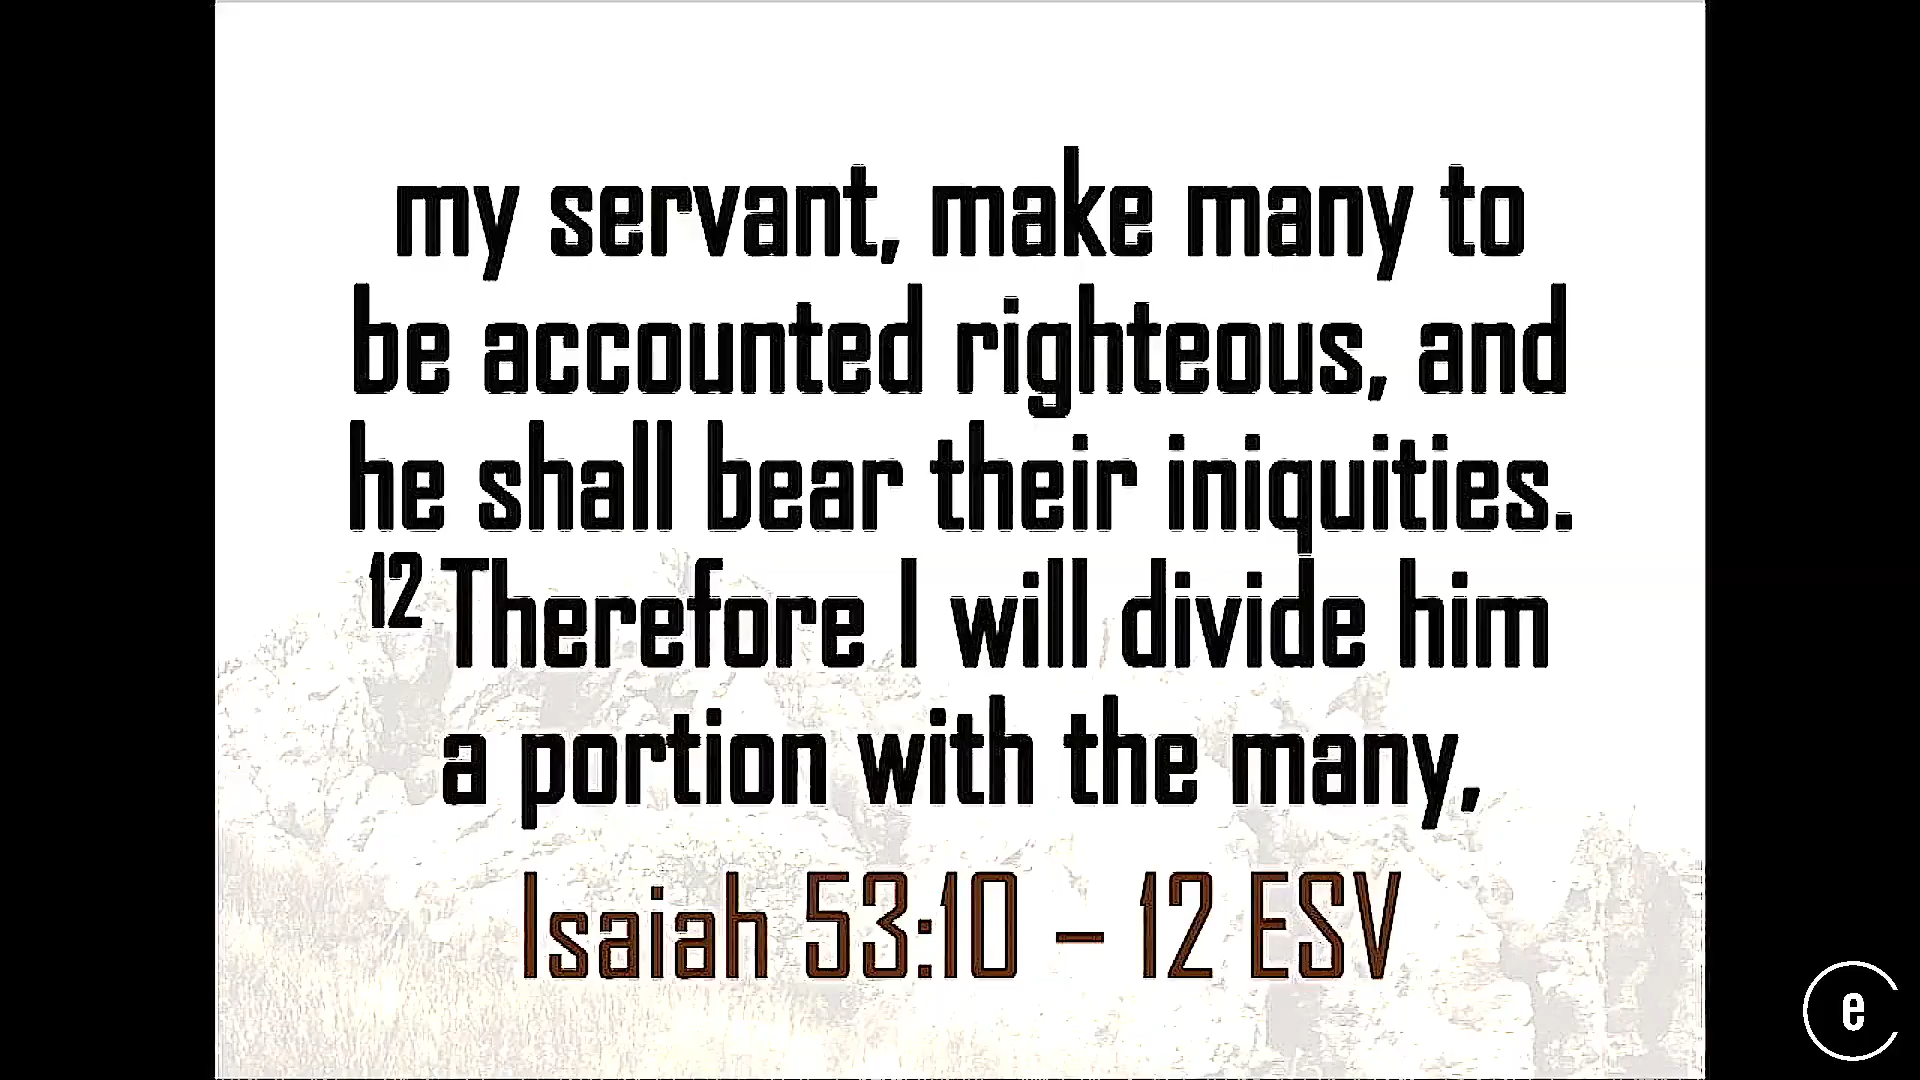 my servant, make many to
be accounted righteous, and
he shall bear their iniquities.
12 Therefore I will divide him
a portion with the many,
Isaiah 53:10 – 12 ESV
e